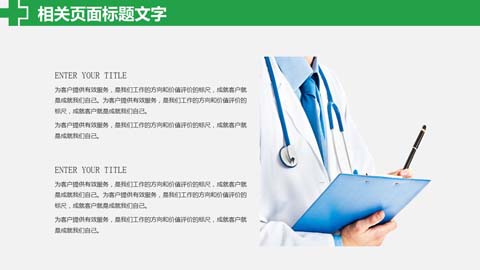 相关页面标题文字
ENTER YOUR TITLE
为客户提供有效服务，是我们工作的方向和价值评价的标尺，成就客户就
是成就我们自己。为客户提供有效服务，是我们工作的方向和价值评价的
标尺，成就客户就是成就我们自己。
为客户提供有效服务，是我们工作的方向和价值评价的标尺，成就客户就
是成就我们自己。
ENTER YOUR TITLE
为客户提供有效服务，是我们工作的方向和价值评价的标尺，成就客户就
是成就我们自己。为客户提供有效服务，是我们工作的方向和价值评价的
标尺，成就客户就是成就我们自己。
为客户提供有效服务，是我们工作的方向和价值评价的标尺，成就客户就
是成就我们自己。